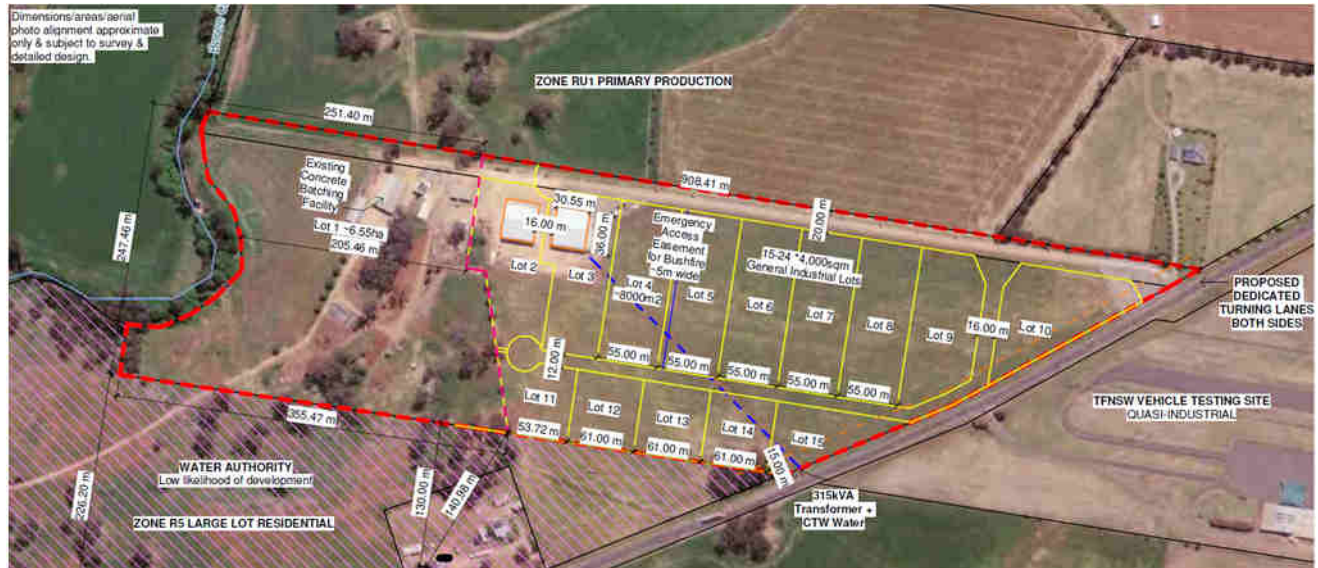 Dimensions/areas/aerial
photo alignment approximate
only & subject to survey &
detailed design.
ZONE RU1 PRIMARY PRODUCTION
251.40 m
908.41 m
Existing
Concrete
Batching
Facility
Lot 1 ~6.55ha
205.46 m
247.46 m
30.55 m
16.00 m
36.00 m
20.00 m
Emergency
Access
Easement
for Bushfire
~5m wide
15-24 *4,000sqm
General Industrial Lots
Lot 2
Lot 3
Lot 4
~8000m2
Lot 5
Lot 6
Lot 7
Lot 8
Lot 9
16.00 m
Lot 10
PROPOSED
DEDICATED
TURNING LANES
BOTH SIDES
55.00 m
55.00 m
55.00 m
55.00 m
55.00 m
12.00 m
Lot 11
Lot 12
Lot 13
Lot 14
Lot 15
53.72 m
61.00 m
61.00 m
61.00 m
15.00 m
TFNSW VEHICLE TESTING SITE
QUASI-INDUSTRIAL
355.47 m
WATER AUTHORITY
Low likelihood of development
226.20 m
130.00 m
140.98 m
ZONE R5 LARGE LOT RESIDENTIAL
315kVA
Transformer +
CTW Water